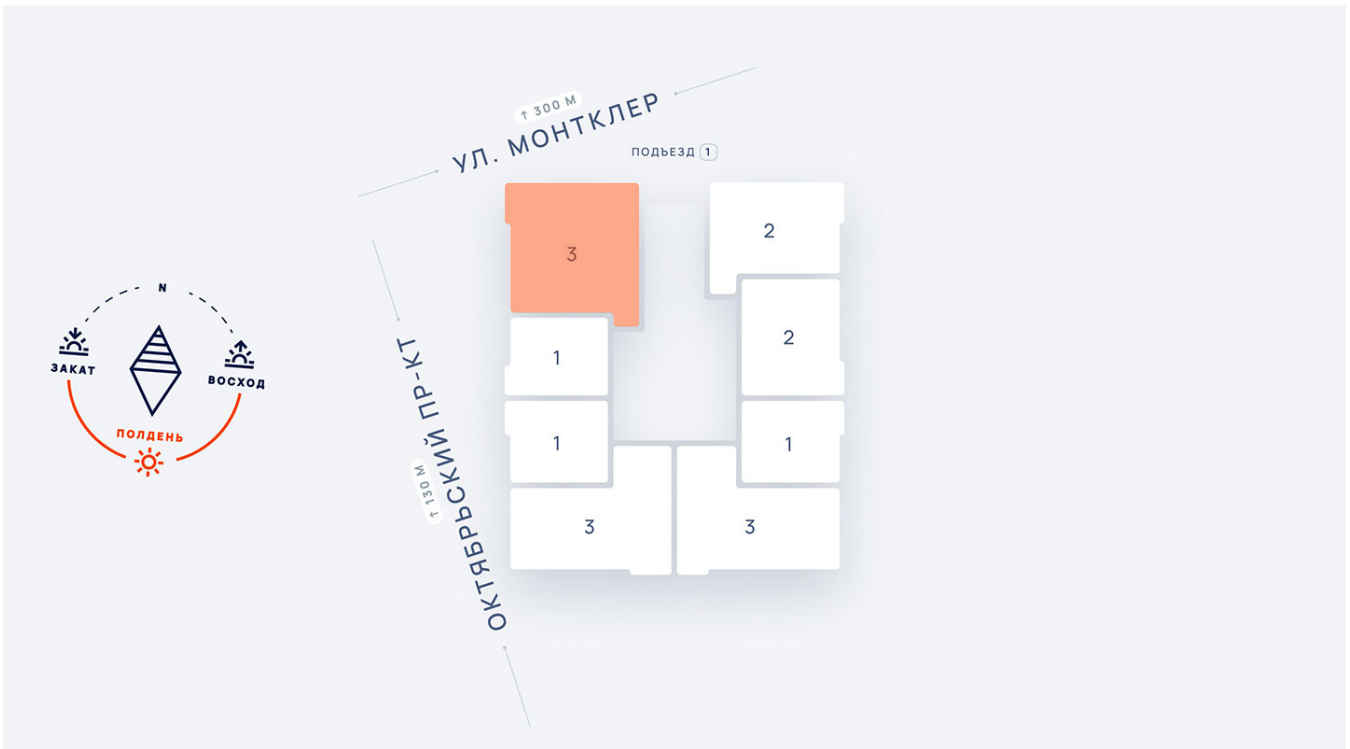 ↑ 300 М
УЛ. МОНТКЛЕР
ПОДЪЕЗД 1
3
2
N
ЗАКАТ
ВОСХОД
ПОЛДЕНЬ
ОКТЯБРЬСКИЙ ПР-КТ
↑ 130 М
1
2
1
1
3
3